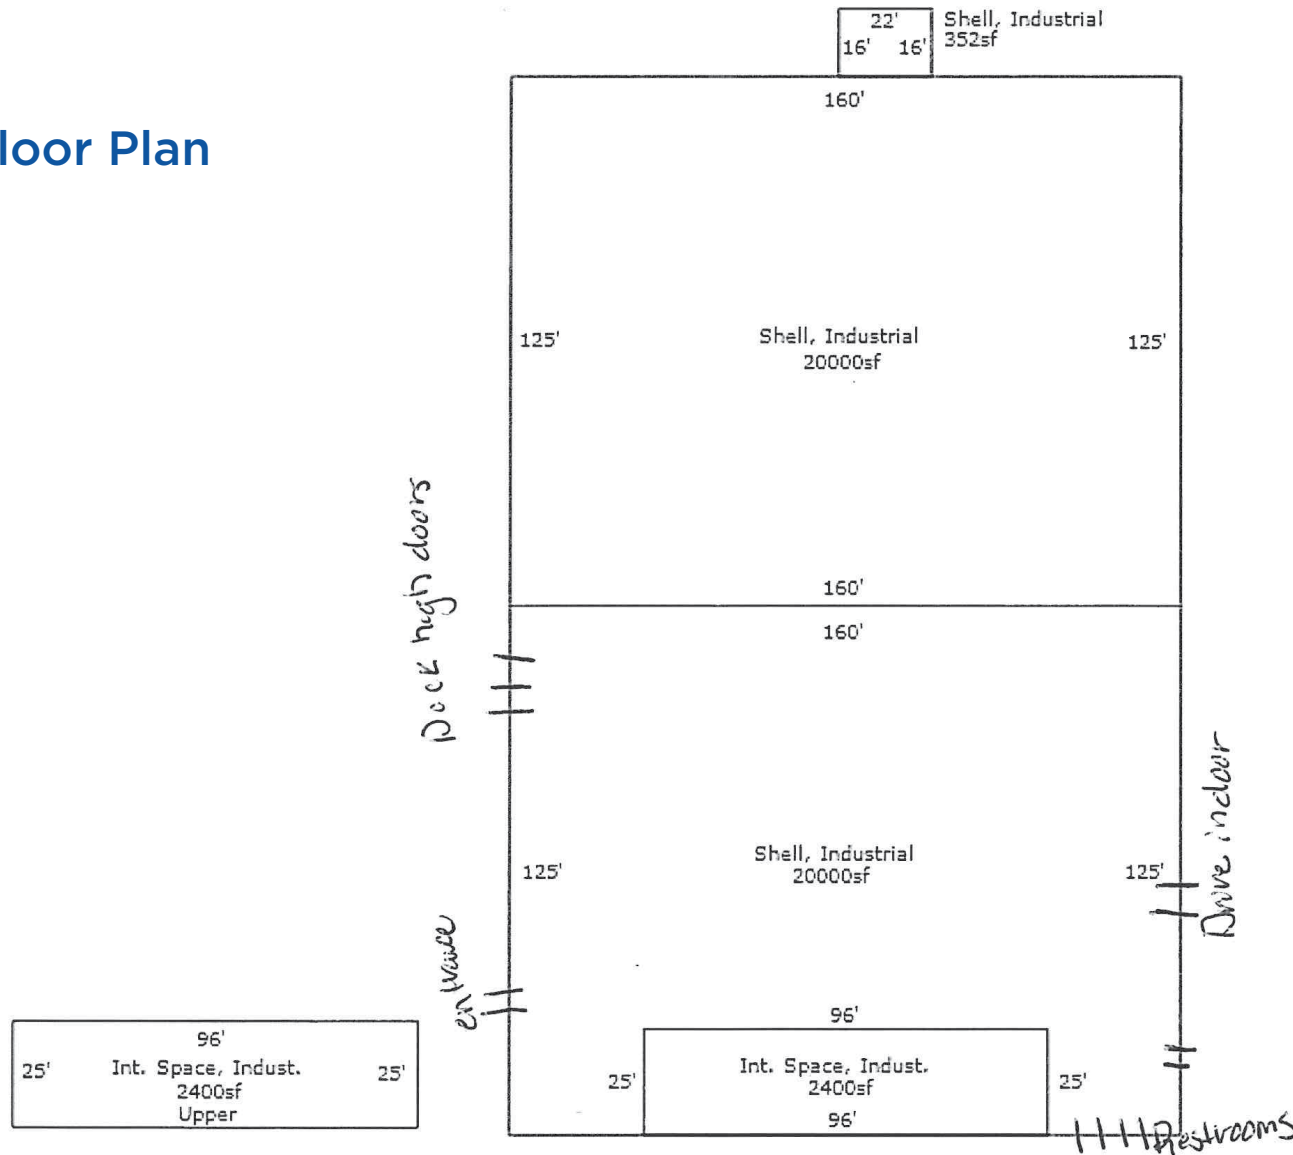 22'
Shell, Industrial
16' 16'
352sf
160'
loor Plan
125'
Shell, Industrial
20000sf
125'
Dock high doors
160'
160'
125'
Shell, Industrial
20000sf
125'
Drive indoor
entrance
96'
25'
Int. Space, Indust.
2400sf
Upper
25'
96'
25'
Int. Space, Indust.
2400sf
25'
96'
Restrooms